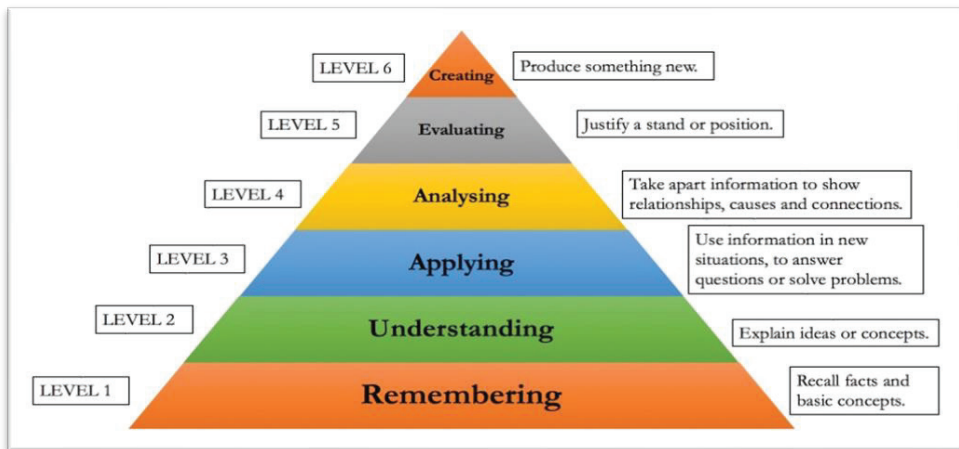 LEVEL 6
Creating
Produce something new.
LEVEL 5
Evaluating
Justify a stand or position.
LEVEL 4
Analysing
Take apart information to show
relationships, causes and connections.
LEVEL 3
Applying
Use information in new
situations, to answer
questions or solve problems.
LEVEL 2
Understanding
Explain ideas or concepts.
LEVEL 1
Remembering
Recall facts and
basic concepts.